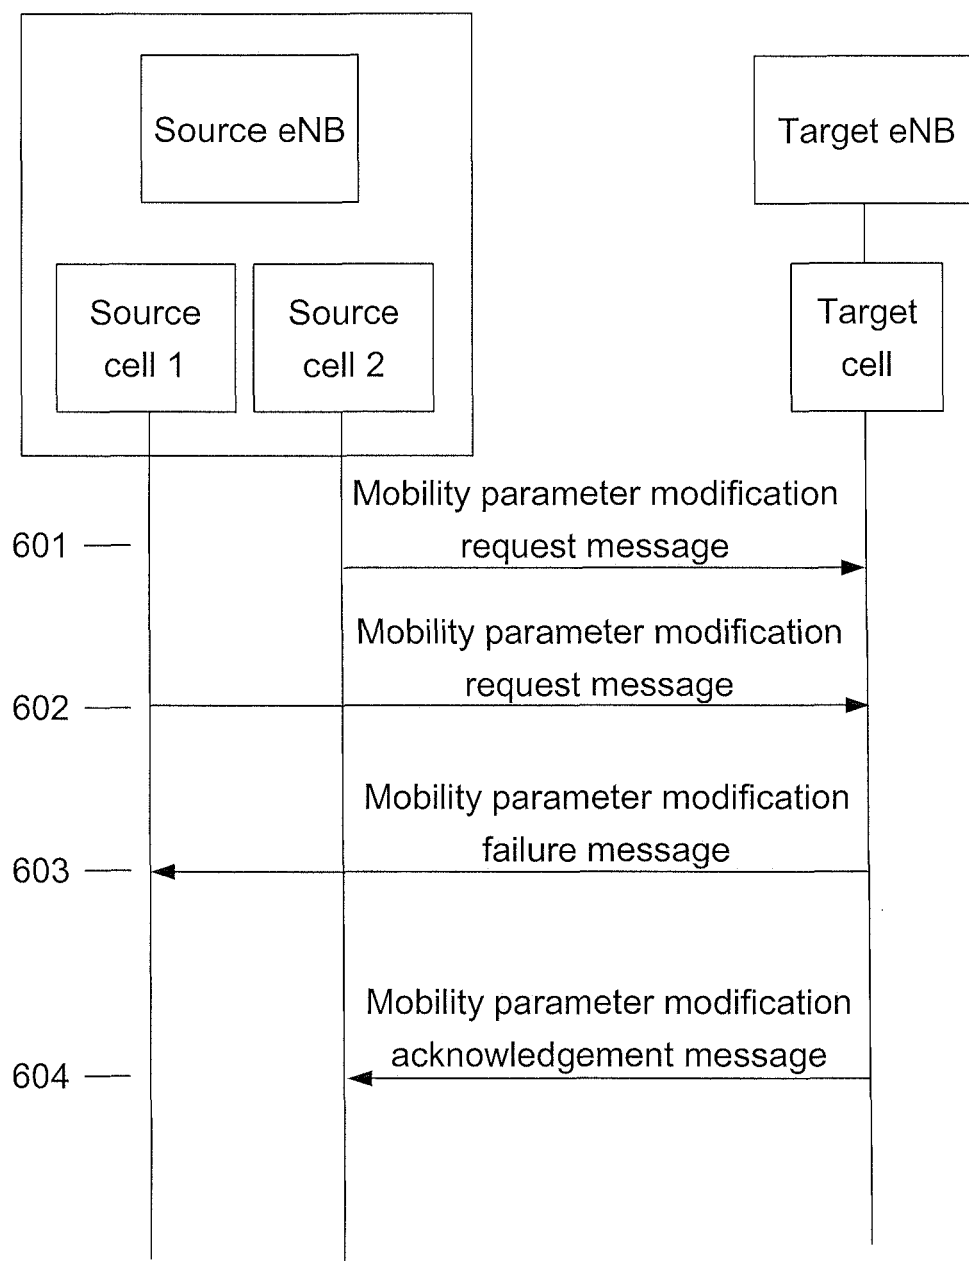 Source eNB
Target eNB
Source
cell 1
Source
cell 2
Target
cell
Mobility parameter modification
request message
601
Mobility parameter modification
request message
602
Mobility parameter modification
failure message
603
Mobility parameter modification
acknowledgement message
604